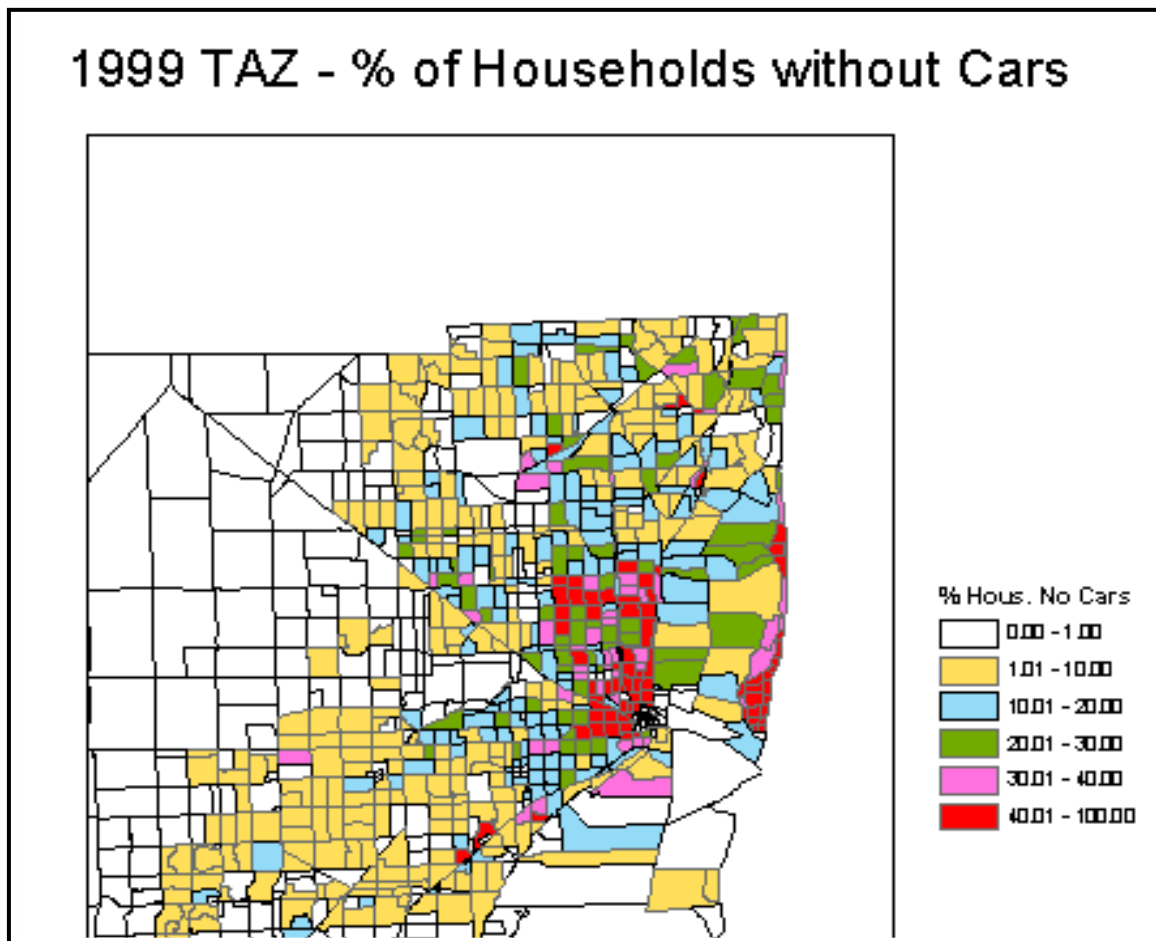 1999 TAZ - % of Households without Cars
% Hous. No Cars
0.00 - 1.00
1.01 - 10.00
10.01 - 20.00
20.01 - 30.00
30.01 - 40.00
40.01 - 100.00